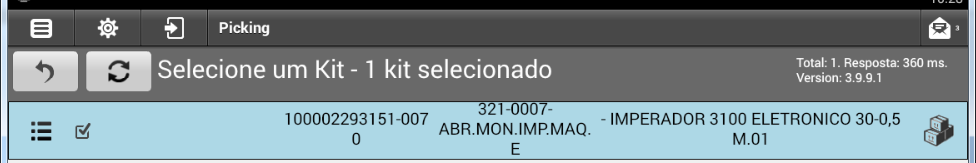 Picking
3
Selecione um Kit - 1 kit selecionado
Total: 1. Resposta: 360 ms.
Version: 3.9.9.1
100002293151-007
0
321-0007-
ABR.MON.IMP.MAQ.
E
- IMPERADOR 3100 ELETRONICO 30-0,5
M.01